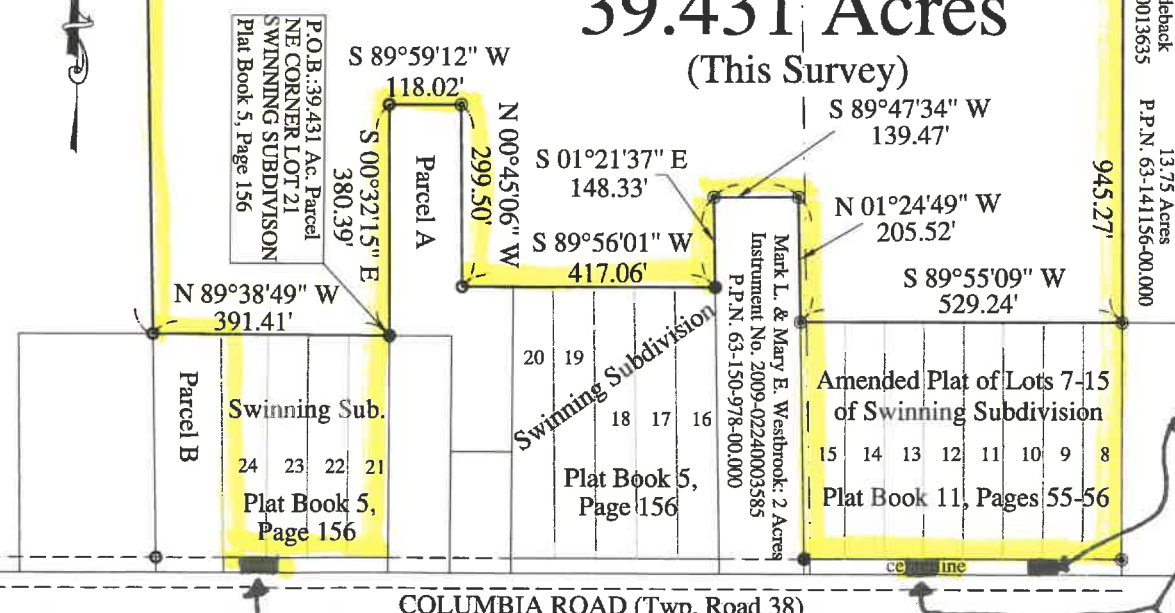 39.431 Acres
(This Survey)
deback
0013635
13.75 Acres
P.P.N. 63-141156-00.000
945.27'
P.O.B.:39.431 Ac. Parcel
NE CORNER LOT 21
SWINNING SUBDIVISON
Plat Book 5, Page 156
S 89°59'12" W
118.02'
S 00°32'15" E
380.39'
Parcel A
N 00°45'06" W
299.50'
S 01°21'37" E
148.33'
S 89°47'34" W
139.47'
N 01°24'49" W
205.52'
S 89°56'01" W
417.06'
S 89°55'09" W
529.24'
N 89°38'49" W
391.41'
Parcel B
Swinning Sub.
24 23 22 21
Plat Book 5,
Page 156
20 19
Swinning Subdivision
18 17 16
Plat Book 5,
Page 156
Mark L. & Mary E. Westbrook: 2 Acres
Instrument No. 2009-02240003585
P.P.N. 63-150-978-00.000
Amended Plat of Lots 7-15
of Swinning Subdivision
15 14 13 12 11 10 9 8
Plat Book 11, Pages 55-56
centerline
COLUMBIA ROAD (Twp. Road 38)